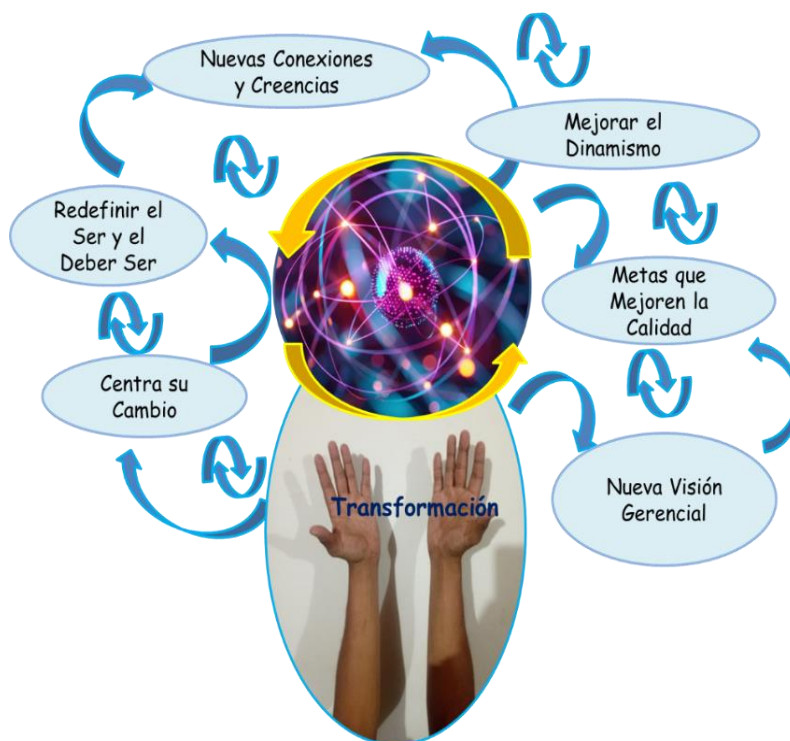 Nuevas Conexiones
y Creencias
Mejorar el
Dinamismo
Redefinir el
Ser y el
Deber Ser
Metas que
Mejoren la
Calidad
Centra su
Cambio
Nueva Visión
Gerencial
Transformación